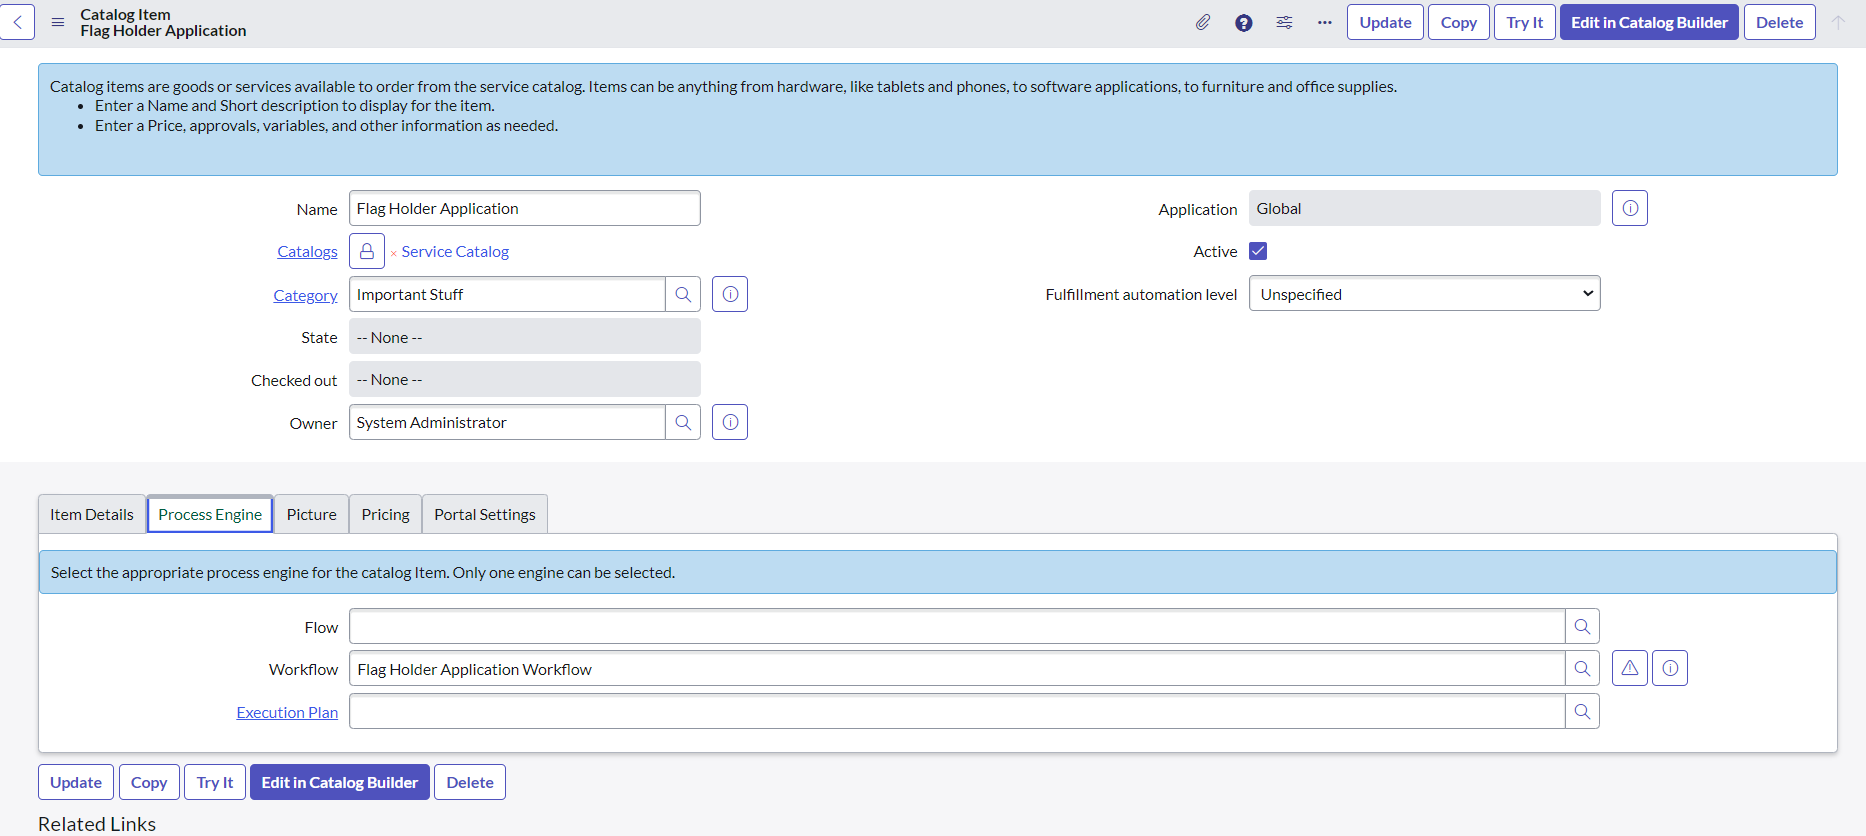 Catalog Item
Flag Holder Application
Update
Copy
Try It
Edit in Catalog Builder
Delete
Catalog items are goods or services available to order from the service catalog. Items can be anything from hardware, like tablets and phones, to software applications, to furniture and office supplies.
• Enter a Name and Short description to display for the item.
• Enter a Price, approvals, variables, and other information as needed.
Name
Flag Holder Application
Application
Global
Catalogs
× Service Catalog
Active
Category
Important Stuff
Fulfillment automation level
Unspecified
State
-- None --
Checked out
-- None --
Owner
System Administrator
Item Details
Process Engine
Picture
Pricing
Portal Settings
Select the appropriate process engine for the catalog Item. Only one engine can be selected.
Flow
Workflow
Flag Holder Application Workflow
Execution Plan
Update
Copy
Try It
Edit in Catalog Builder
Delete
Related Links